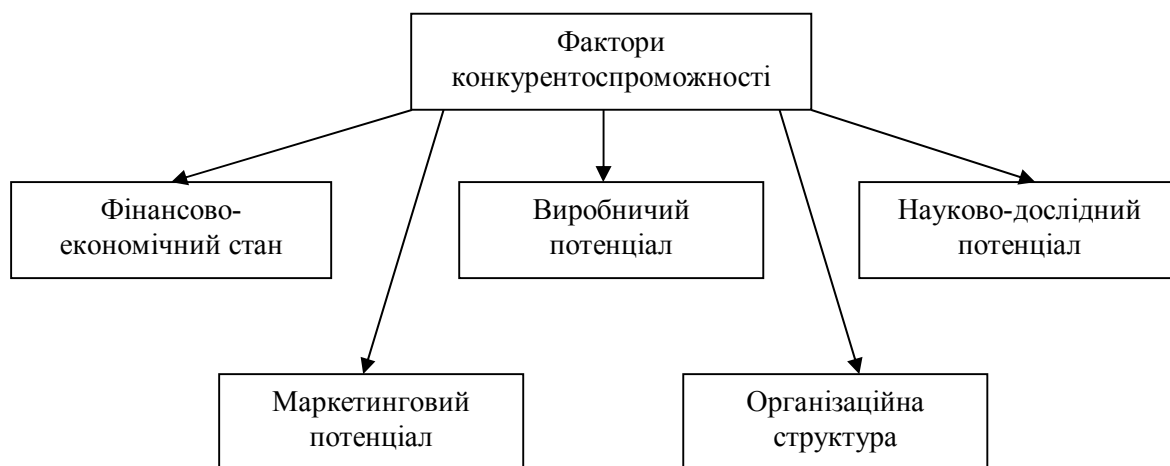 Фактори
конкурентоспроможності
Фінансово-
економічний стан
Виробничий
потенціал
Науково-дослідний
потенціал
Маркетинговий
потенціал
Організаційна
структура